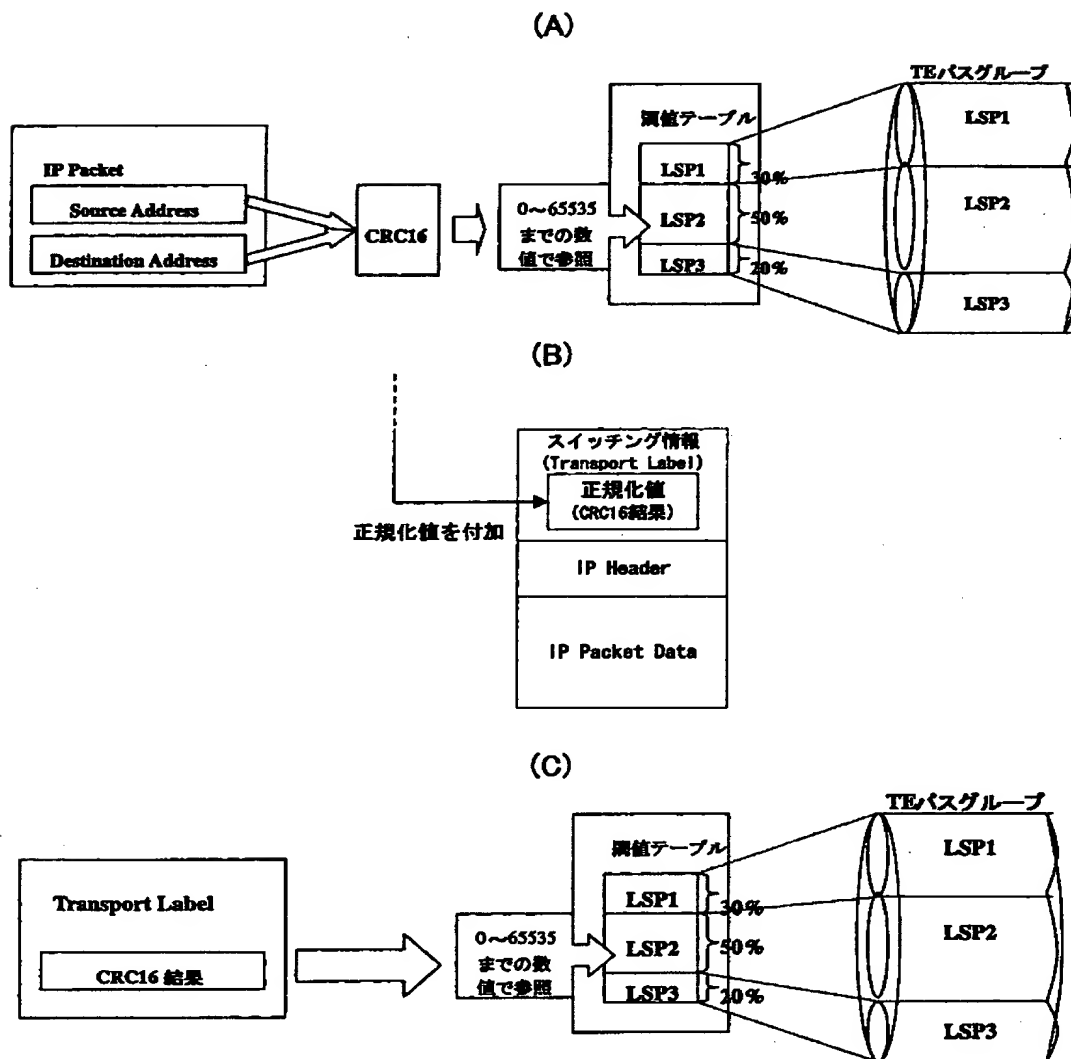 (A)
TEパスグループ
閾値テーブル
LSP1
IP Packet
Source Address
Destination Address
CRC16
0〜65535
までの数
値で参照
LSP1
LSP2
LSP3
30%
50%
20%
LSP2
LSP3
(B)
スイッチング情報
(Transport Label)
正規化値
(CRC16結果)
正規化値を付加
IP Header
IP Packet Data
(C)
TEパスグループ
閾値テーブル
LSP1
Transport Label
CRC16 結果
0〜65535
までの数
値で参照
LSP1
LSP2
LSP3
30%
50%
20%
LSP2
LSP3